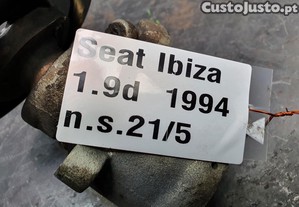 CustoJusto.pt
Seat Ibiza
1.9d 1994
n.s.21/5